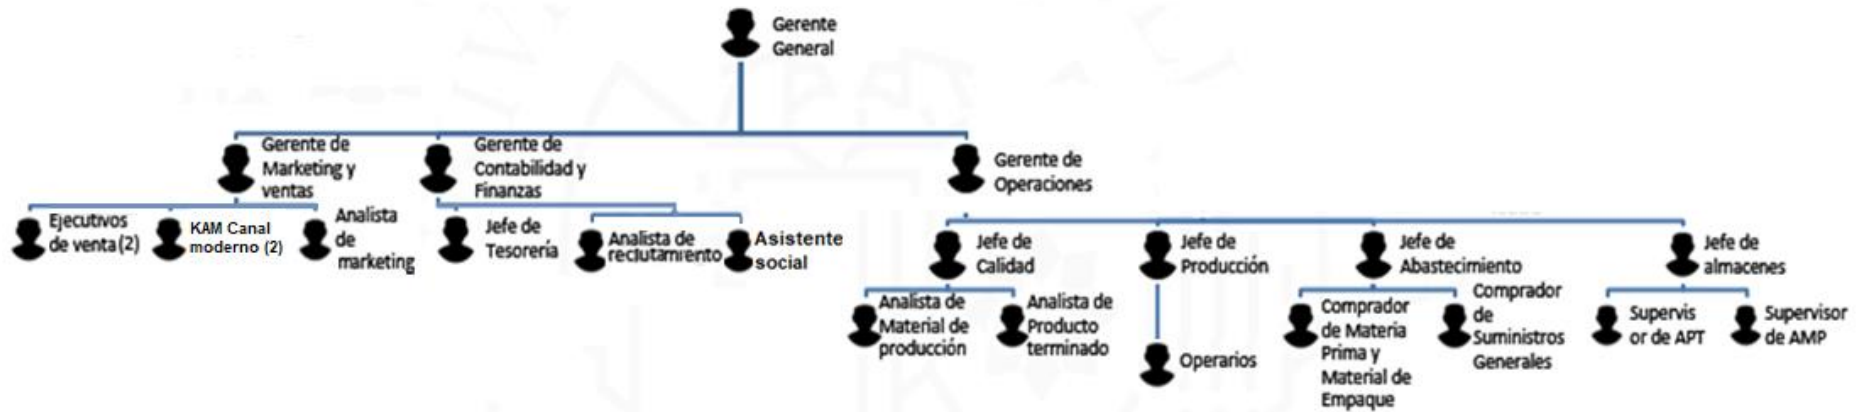 Gerente
General
Gerente de
Marketing y
ventas
Gerente de
Contabilidad y
Finanzas
Gerente de
Operaciones
Ejecutivos
de venta (2)
KAM Canal
moderno (2)
Analista
de
marketing
Jefe de
Tesorería
Analista de
reclutamiento
Asistente
social
Jefe de
Calidad
Jefe de
Producción
Jefe de
Abastecimiento
Jefe de
almacenes
Analista de
Material de
producción
Analista de
Producto
terminado
Operarios
Comprador
de Materia
Prima y
Material de
Empaque
Comprador
de
Suministros
Generales
Supervis
or de APT
Supervisor
de AMP